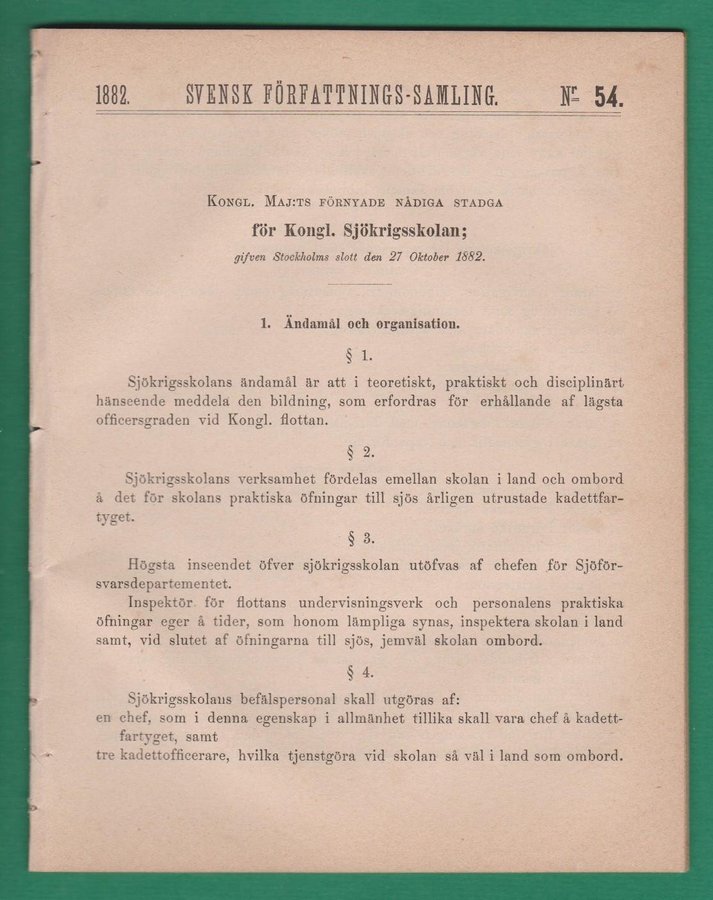 1882. SVENSK FÖRFATTNINGS-SAMLING. Nr 54.
KONGL. MAJ:TS FÖRNYADE NÅDIGA STADGA
för Kongl. Sjökrigsskolan;
gifven Stockholms slott den 27 Oktober 1882.
1. Ändamål och organisation.
§ 1.
Sjökrigsskolans ändamål är att i teoretiskt, praktiskt och disciplinärt
hänseende meddela den bildning, som erfordras för erhållande af lägsta
officersgraden vid Kongl. flottan.
§ 2.
Sjökrigsskolans verksamhet fördelas emellan skolan i land och ombord
å det för skolans praktiska öfningar till sjös årligen utrustade kadettfar-
tyget.
§ 3.
Högsta inseendet öfver sjökrigsskolan utöfvas af chefen för Sjöför-
svarsdepartementet.
Inspektör för flottans undervisningsverk och personalens praktiska
öfningar eger å tider, som honom lämpliga synas, inspektera skolan i land
samt, vid slutet af öfningarna till sjös, jemväl skolan ombord.
§ 4.
Sjökrigsskolans befälspersonal skall utgöras af:
en chef, som i denna egenskap i allmänhet tillika skall vara chef å kadett-
fartyget, samt
tre kadettofficerare, hvilka tjenstgöra vid skolan så väl i land som ombord.